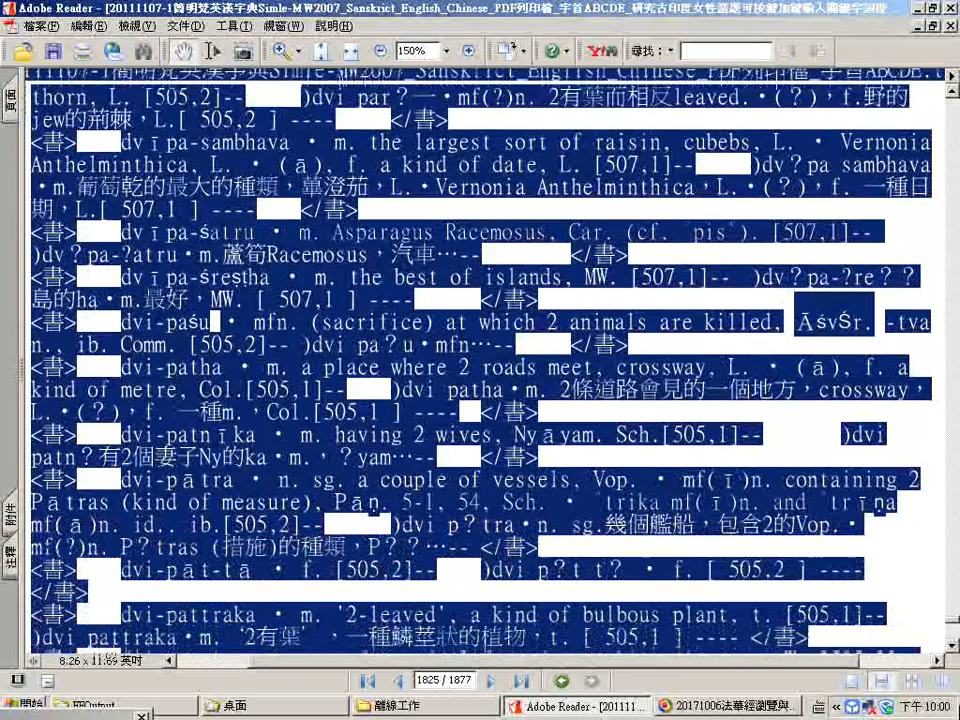 Adobe Reader - [20111107-1簡明梵英漢字典Simle-MW2007_Sanskrict_English_Chinese_PDF列印檔_字首ABCDE_研究古印度女性議題可按鍵加鍵輸入關鍵字詞搜
檔案(F) 編輯(E) 檢視(V) 文件(D) 工具(T) 視窗(W) 說明(H)
150% 尋找：
thorn, L. [505,2]-- )dvi par？一‧mf(?)n. 2有葉而相反leaved.‧(？), f.野的
jew的荊棘，L.[ 505,2 ] ---- </書>
<書> dvīpa-sambhava ‧ m. the largest sort of raisin, cubebs, L. ‧ Vernonia
Anthelminthica, L. ‧ (ā), f. a kind of date, L. [507,1]-- )dv？pa sambhava
‧m.葡萄乾的最大的種類，蓽澄茄，L.‧Vernonia Anthelminthica，L.‧(？)，f. 一種日
期，L.[ 507,1 ] ---- </書>
<書> dvīpa-śatru ‧ m. Asparagus Racemosus, Car. (cf. pis ). [507,1]--
)dv？pa-?atru‧m.蘆筍Racemosus，汽車…-- </書>
<書> dvīpa-śreṣṭha ‧ m. the best of islands, MW. [507,1]-- )dv？pa-?re？？
島的ha‧m.最好，MW. [ 507,1 ] ---- </書>
<書> dvi-paśu ‧ mfn. (sacrifice) at which 2 animals are killed, ĀśvŚr. -tva
n., ib. Comm. [505,2]-- )dvi pa？u‧mfn…-- </書>
<書> dvi-patha ‧ m. a place where 2 roads meet, crossway, L. ‧ (ā), f. a
kind of metre, Col.[505,1]-- )dvi patha‧m. 2條道路會見的一個地方，crossway，
L.‧(？), f. 一種m.，Col.[505,1 ] ---- </書>
<書> dvi-patnīka ‧ m. having 2 wives, Nyāyam. Sch.[505,1]-- )dvi
patn？有2個妻子Ny的ka‧m.，？yam…-- </書>
<書> dvi-pātra ‧ n. sg. a couple of vessels, Vop. ‧ mf(ī)n. containing 2
Pātras (kind of measure), Pāṇ. 5-1 54, Sch. ‧ trika mf(ī)n. and trīṇa
mf(ā)n. id. ib.[505,2]-- )dvi p？tra‧n. sg.幾個艦船，包含2的Vop.‧
mf(?)n. P？tras (措施)的種類，P？？…-- </書>
<書> dvi-pāt-tā ‧ f. [505,2]-- )dvi p？t t？ ‧ f. [ 505,2 ] ----
</書>
<書> dvi-pattraka ‧ m. '2-leaved', a kind of bulbous plant, t. [505,1]--
)dvi pattraka‧m. '2有葉'，一種鱗莖狀的植物，t. [ 505,1 ] ---- </書>
頁面
附件
注釋
8.26 x 11.69 英吋
1825 / 1877
開始 EEOutput 桌面 離線工作 Adobe Reader - [201111... 20171006法華經瀏覽與... 下午 10:00